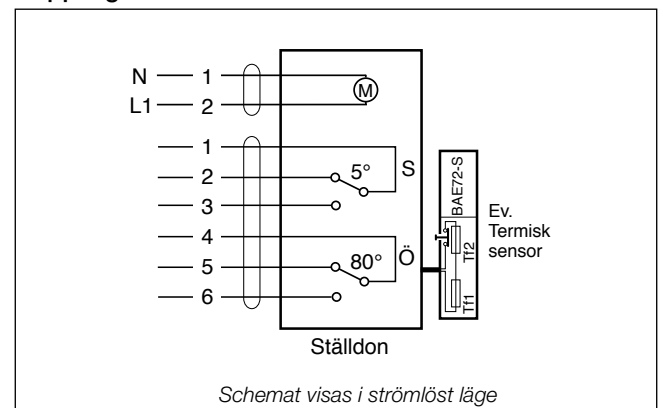 N 1
L1 2
M
1
2 5° S
3
4
5 80° Ö
6
BAE72-S
Tf2
Tf1
Ev.
Termisk
sensor
Ställdon
Schemat visas i strömlöst läge